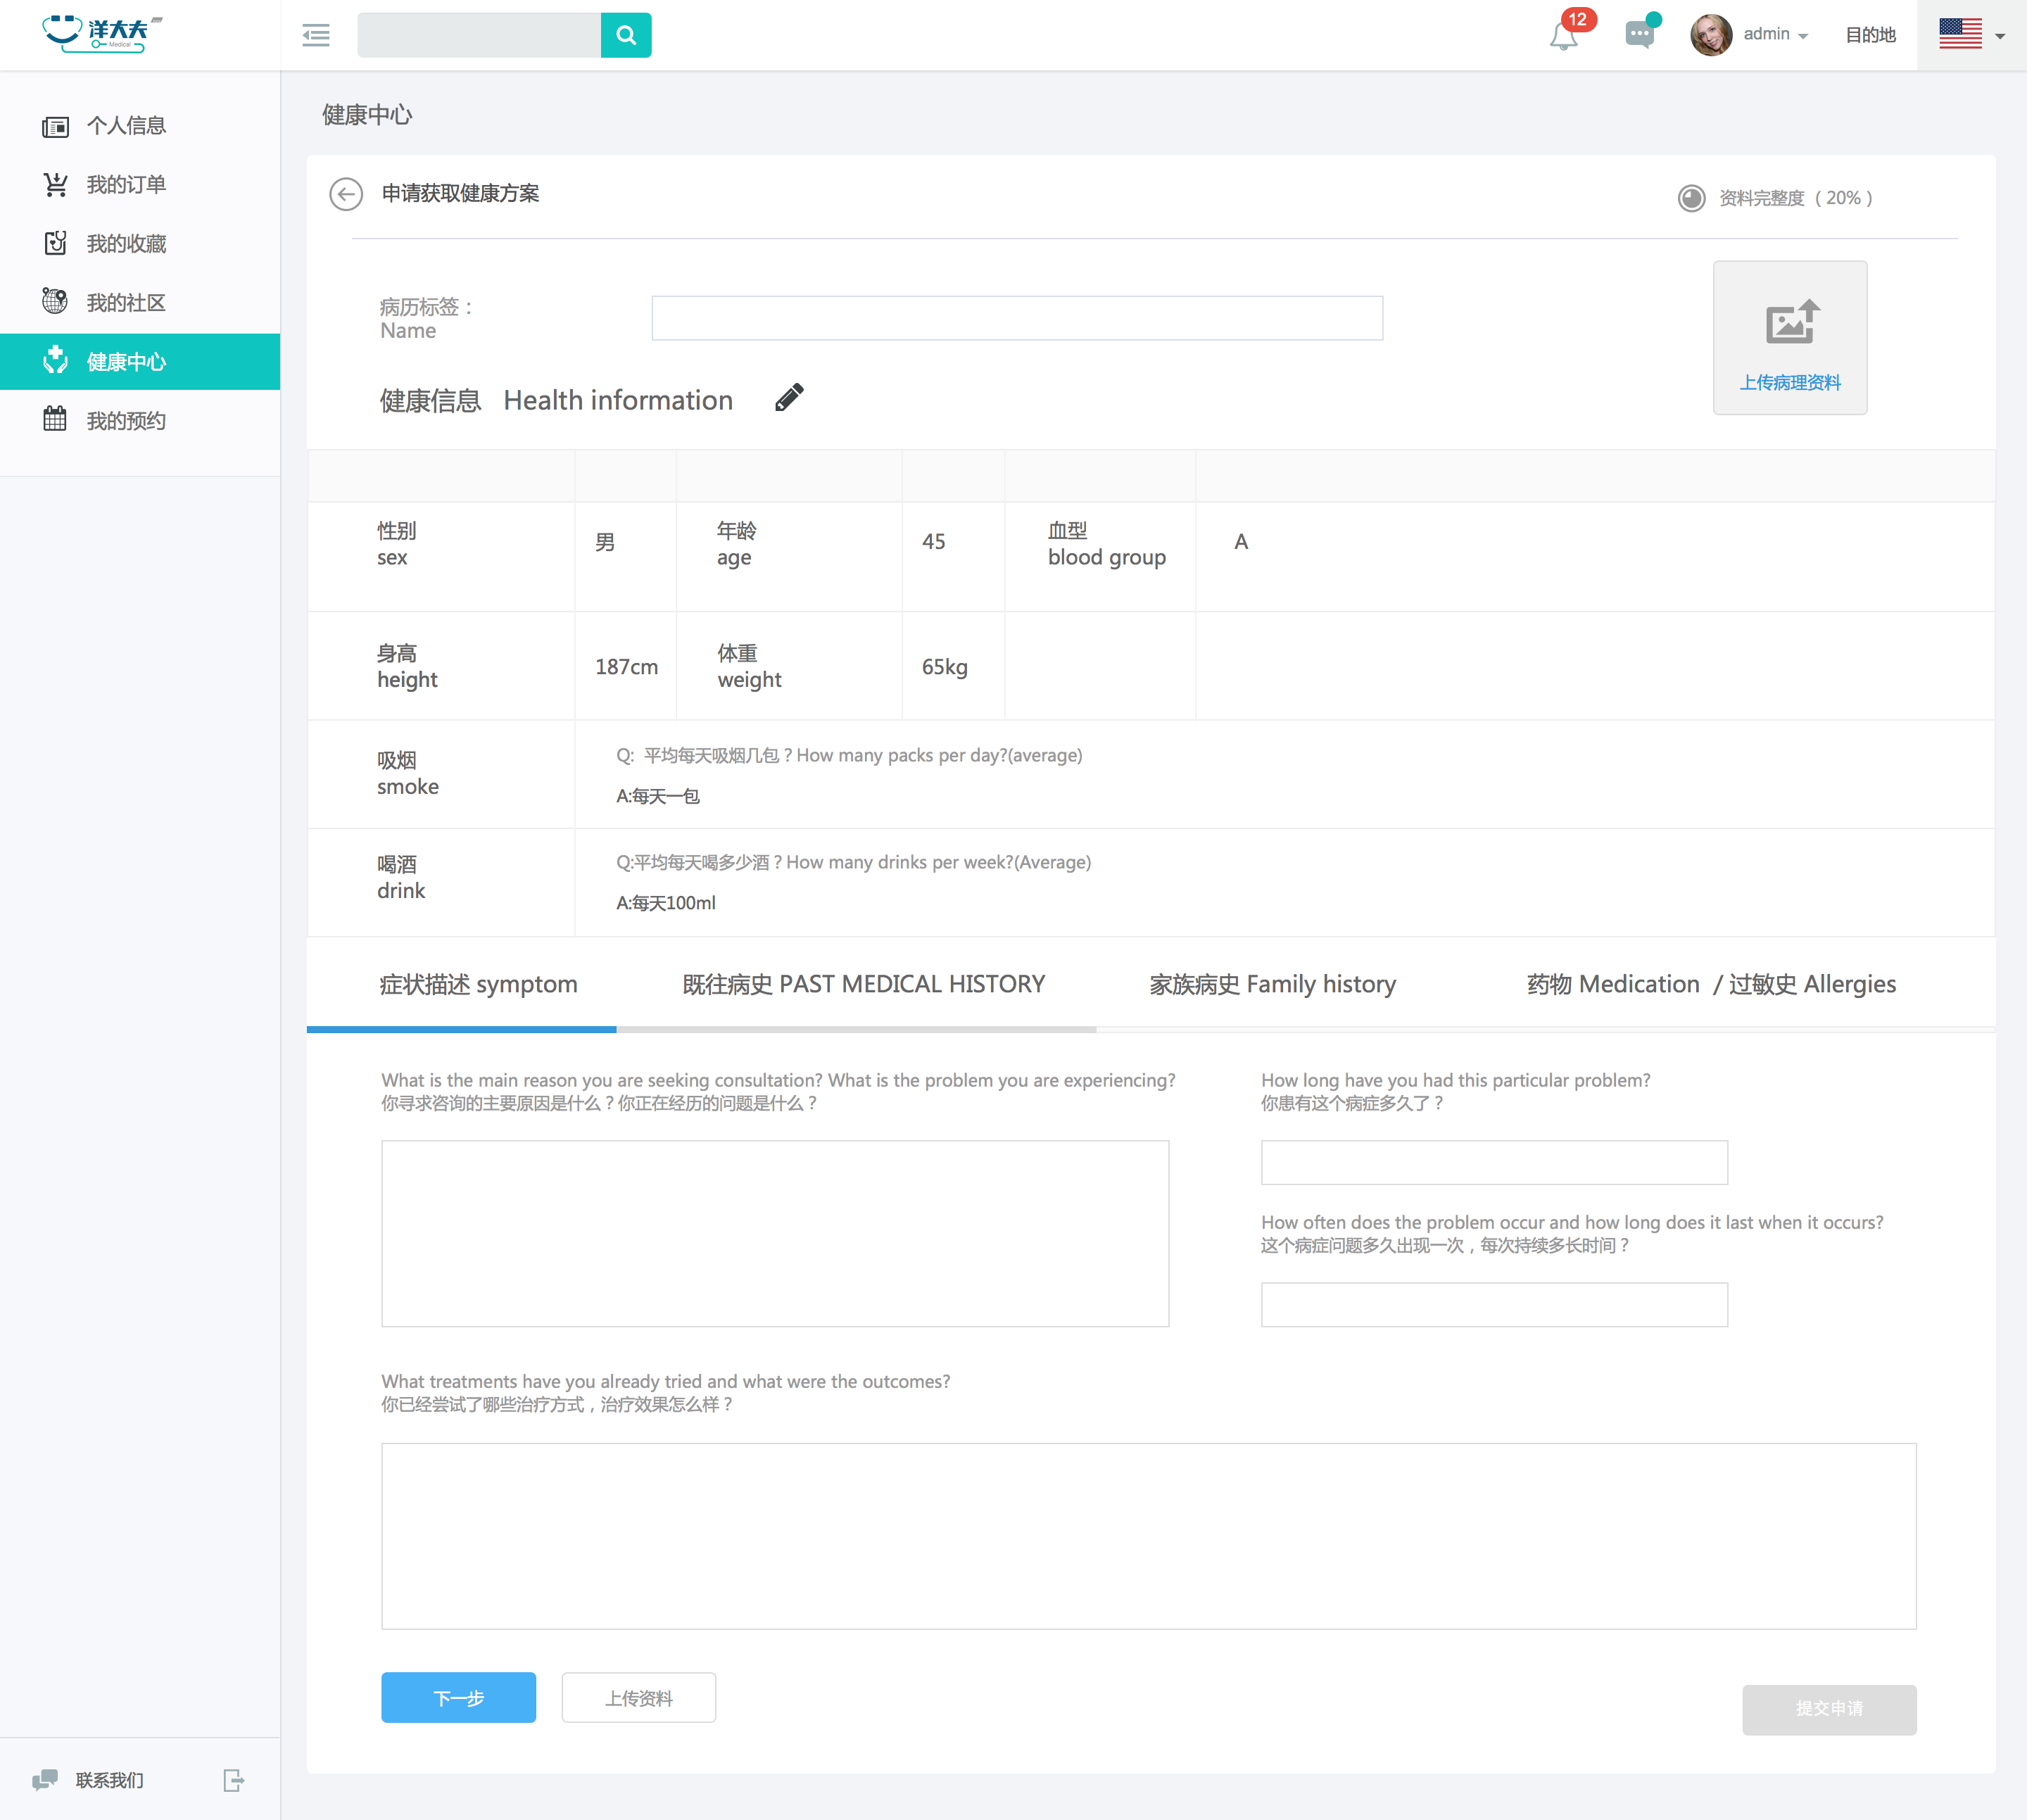 洋大夫
Medical
12
admin
目的地
个人信息
我的订单
我的收藏
我的社区
健康中心
我的预约
联系我们
健康中心
申请获取健康方案
资料完整度（20%）
病历标签：
Name
上传病理资料
健康信息 Health information
性别
sex
男
年龄
age
45
血型
blood group
A
身高
height
187cm
体重
weight
65kg
吸烟
smoke
Q: 平均每天吸烟几包？How many packs per day?(average)
A:每天一包
喝酒
drink
Q:平均每天喝多少酒？How many drinks per week?(Average)
A:每天100ml
症状描述 symptom
既往病史 PAST MEDICAL HISTORY
家族病史 Family history
药物 Medication / 过敏史 Allergies
What is the main reason you are seeking consultation? What is the problem you are experiencing?
你寻求咨询的主要原因是什么？你正在经历的问题是什么？
How long have you had this particular problem?
你患有这个病症多久了？
How often does the problem occur and how long does it last when it occurs?
这个病症问题多久出现一次，每次持续多长时间？
What treatments have you already tried and what were the outcomes?
你已经尝试了哪些治疗方式，治疗效果怎么样？
下一步
上传资料
提交申请